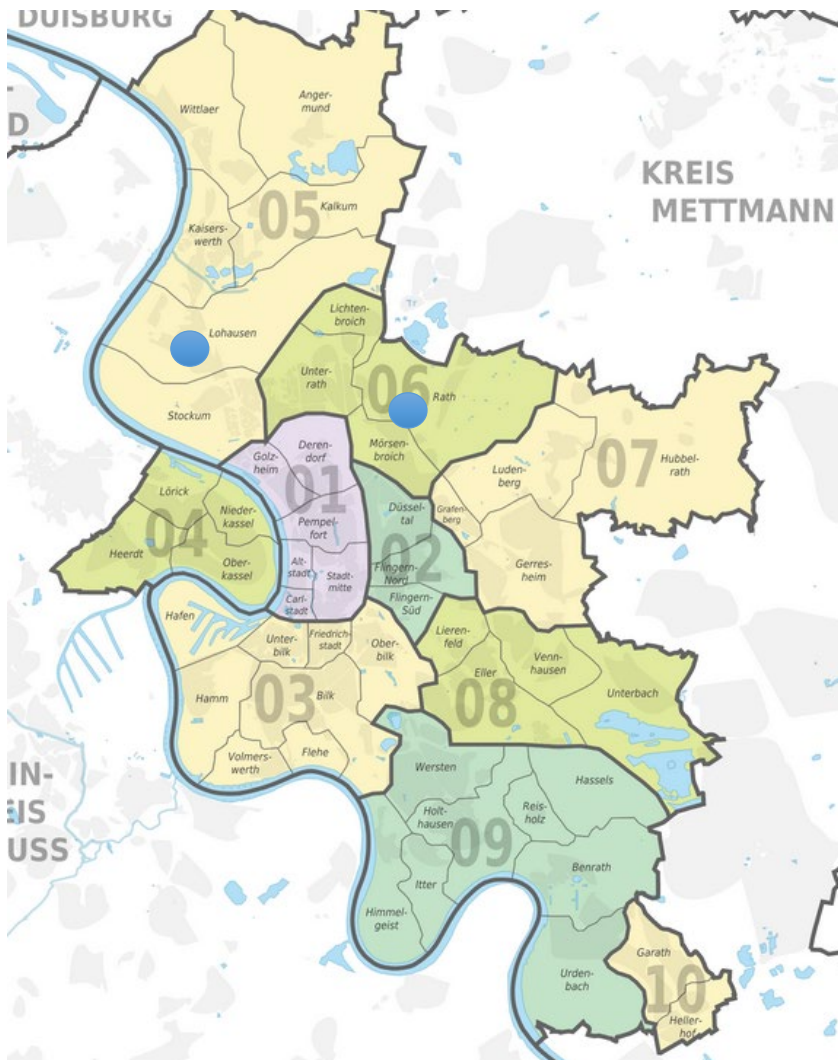 DUISBURG
D
KREIS
METTMANN
Wittlaer
Anger-
mund
05
Kalkum
Kaisers-
werth
Lohausen
Stockum
Lichten-
broich
Unter-
rath
06
Rath
Mörsen-
broich
07
Hubbel-
rath
Luden-
berg
Grafen-
berg
Gerres-
heim
Deren-
dorf
Golz-
heim
01
Pempel-
fort
Alt-
stadt
Stadt-
mitte
Carl-
stadt
Düssel-
tal
02
Flingern-
Nord
Flingern-
Süd
Lörick
Nieder-
kassel
04
Heerdt
Ober-
kassel
Hafen
Unter-
bilk
Friedrich-
stadt
Ober-
bilk
Hamm
03
Bilk
Volmers-
werth
Flehe
Lieren-
feld
Eller
Venn-
hausen
08
Unterbach
IN-
EIS
USS
Wersten
Hassels
Holt-
hausen
Reis-
holz
09
Benrath
Itter
Himmel-
geist
Urden-
bach
Garath
10
Heller-
hof